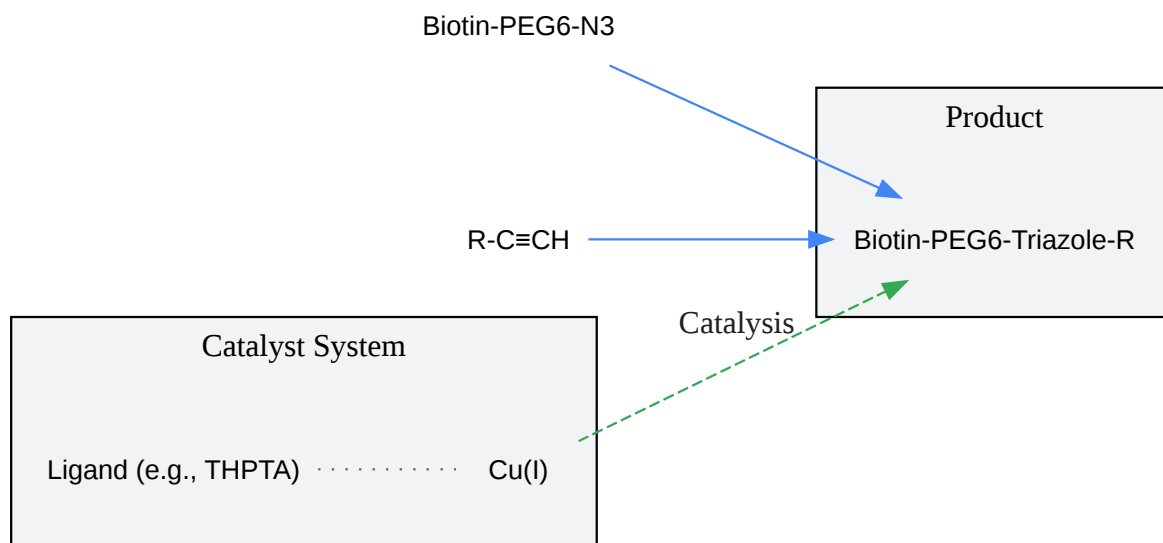 Biotin-PEG6-N3
Product
R-C≡CH
Biotin-PEG6-Triazole-R
Catalysis
Catalyst System
Ligand (e.g., THPTA)
Cu(I)